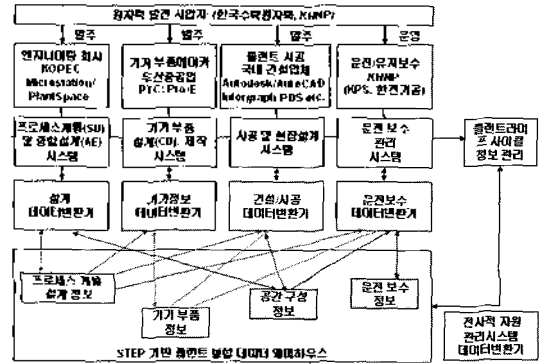 원자력 발전 사업자 (한국수력원자력, KHNP)
발주
발주
발주
운영
엔지니어링 회사
KOPEC
Microstation/
PlantSpace
기기 부품메이커
두산중공업
PTC: Pro/E
플랜트 시공
국내 건설업체
Autodesk/AutoCAD
Intergraph PDS etc.
운전/유지보수
KHNP
(KPS, 한전기공)
프로세스계통(SD)
및 종합설계(AE)
시스템
기기 부품
설계(CD), 제작
시스템
시공 및 현장설계
시스템
운전 보수
관리
시스템
플랜트라이
프 사이클
정보 관리
설계
데이터변환기
기기정보
데이터변환기
건설/시공
데이터변환기
운전보수
데이터변환기
프로세스 계통
설계 정보
기기 부품
정보
공간 구성
정보
운전 보수
정보
전사적 자원
관리시스템
데이터변환기
STEP 기반 플랜트 통합 데이터 웨어하우스